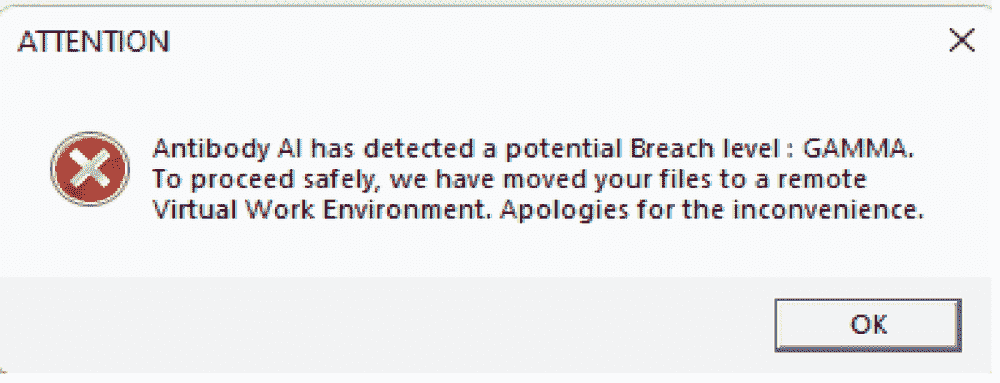 ATTENTION
Antibody AI has detected a potential Breach level : GAMMA.
To proceed safely, we have moved your files to a remote
Virtual Work Environment. Apologies for the inconvenience.
OK